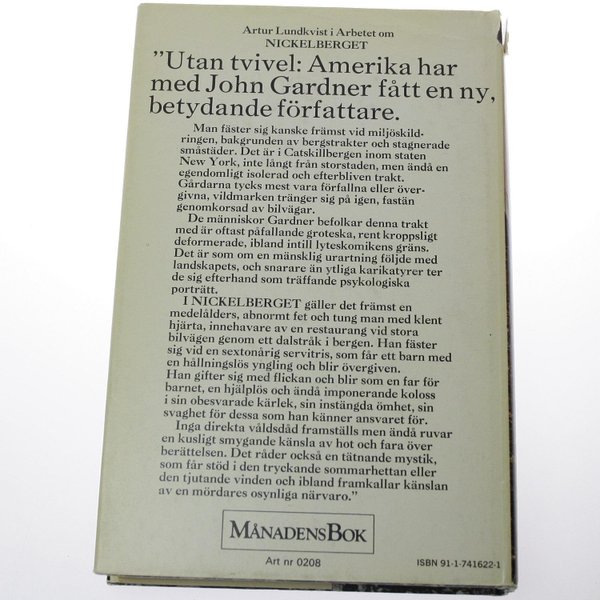 Artur Lundkvist i Arbetet om
NICKELBERGET
”Utan tvivel: Amerika har
med John Gardner fått en ny,
betydande författare.
Man fäster sig kanske främst vid miljöskild-
ringen, bakgrunden av bergstrakter och stagnerade
småstäder. Det är i Catskillbergen inom staten
New York, inte långt från storstaden, men ändå en
egendomligt isolerad och efterbliven trakt.
Gårdarna tycks mest vara förfallna eller över-
givna, vildmarken tränger sig på igen, fastän
genomkorsad av bilvägar.
De människor Gardner befolkar denna trakt
med är oftast påfallande groteska, rent kroppsligt
deformerade, ibland intill lyteskomikens gräns.
Det är som om en mänsklig urartning följde med
landskapets, och snarare än ytliga karikatyrer ter
de sig efterhand som träffande psykologiska
porträtt.
I NICKELBERGET gäller det främst en
medelålders, abnormt fet och tung man med klent
hjärta, innehavare av en restaurang vid stora
bilvägen genom ett dalstråk i bergen. Han fäster
sig vid en sextonårig servitris, som får ett barn med
en hållningslös yngling och blir övergiven.
Han gifter sig med flickan och blir som en far för
barnet, en hjälplös och ändå imponerande koloss
i sin obesvarade kärlek, sin instängda ömhet, sin
svaghet för dessa som han känner ansvaret för.
Inga direkta våldsdåd framställs men ändå ruvar
en kusligt smygande känsla av hot och fara över
berättelsen. Det råder också en tätnande mystik,
som får stöd i den tryckande sommarhettan eller
den tjutande vinden och ibland framkallar känslan
av en mördares osynliga närvaro.”
MÅNADENSBOK
Art nr 0208
ISBN 91-1-741622-1